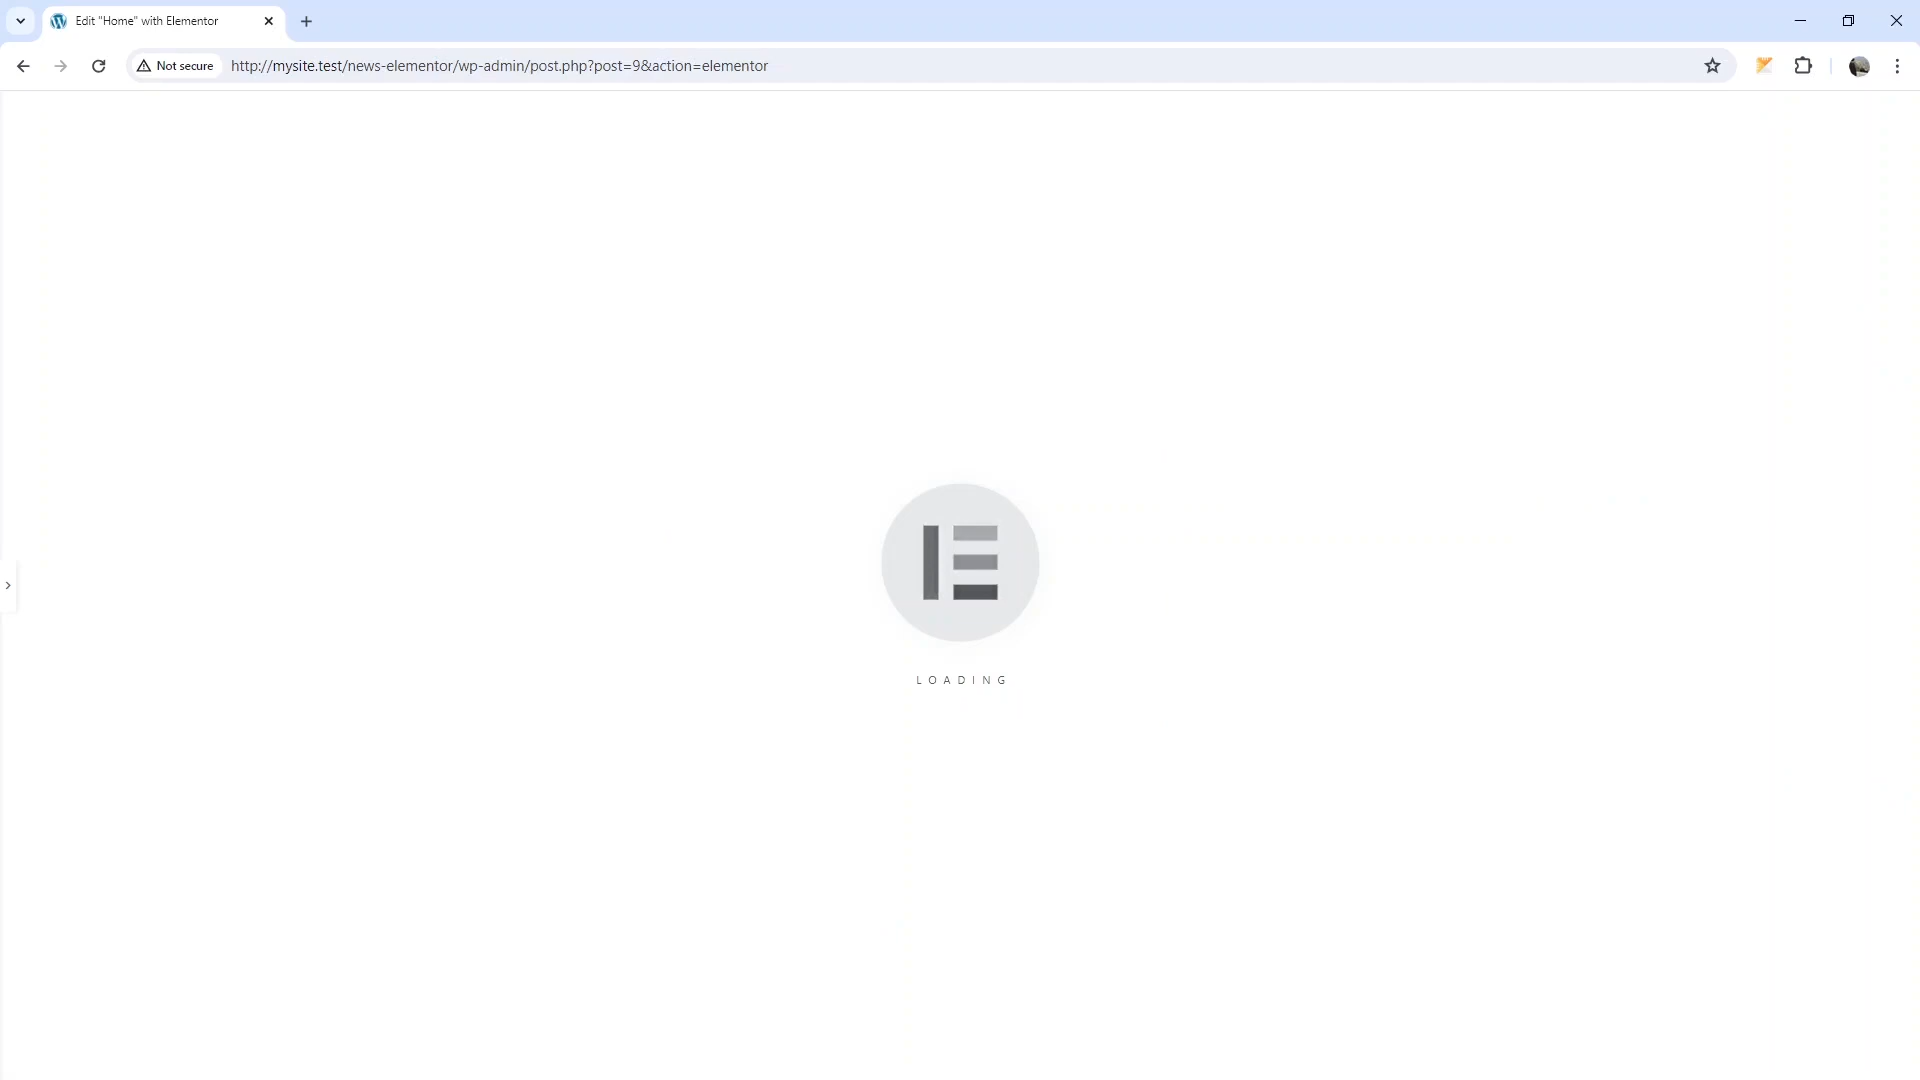 Edit "Home" with Elementor
Not secure
http://mysite.test/news-elementor/wp-admin/post.php?post=9&action=elementor
LOADING